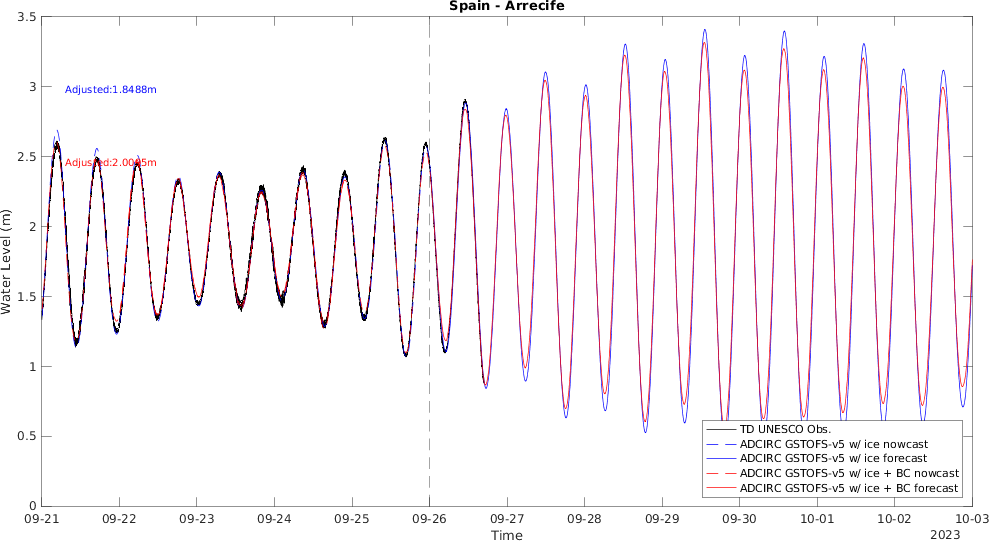 Spain - Arrecife
3.5
3
2.5
2
1.5
1
0.5
0
Water Level (m)
Adjusted:1.8488m
TD UNESCO Obs.
ADCIRC GSTOFS-v5 w/ ice nowcast
ADCIRC GSTOFS-v5 w/ ice forecast
ADCIRC GSTOFS-v5 w/ ice + BC nowcast
ADCIRC GSTOFS-v5 w/ ice + BC forecast
09-21 09-22 09-23 09-24 09-25 09-26 09-27 09-28 09-29 09-30 10-01 10-02 10-03
Time
2023